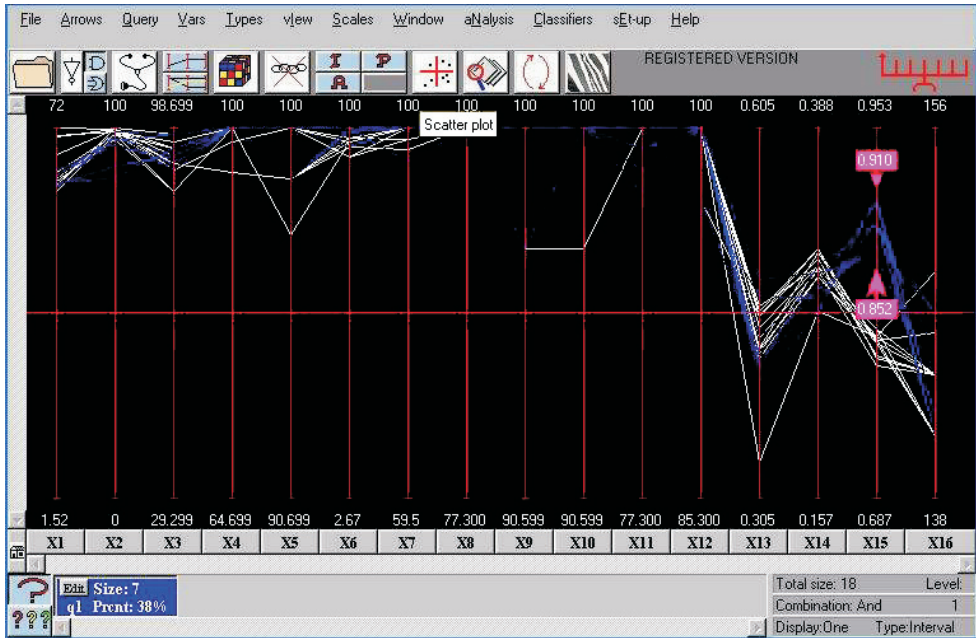 File Arrows Query Vars Types vIew Scales Window aNalysis Classifiers sEt-up Help
I P
A
REGISTERED VERSION
72 100 98.699 100 100 100 100 100 100 100 100 100 0.605 0.388 0.953 156
Scatter plot
0.910
0.852
1.52 0 29.299 64.699 90.699 2.67 59.5 77.300 90.599 90.599 77.300 85.300 0.305 0.157 0.687 138
X1 X2 X3 X4 X5 X6 X7 X8 X9 X10 X11 X12 X13 X14 X15 X16
? Edit Size: 7
??? q1 Prcnt: 38%
Total size: 18 Level:
Combination: And 1
Display:One Type:Interval